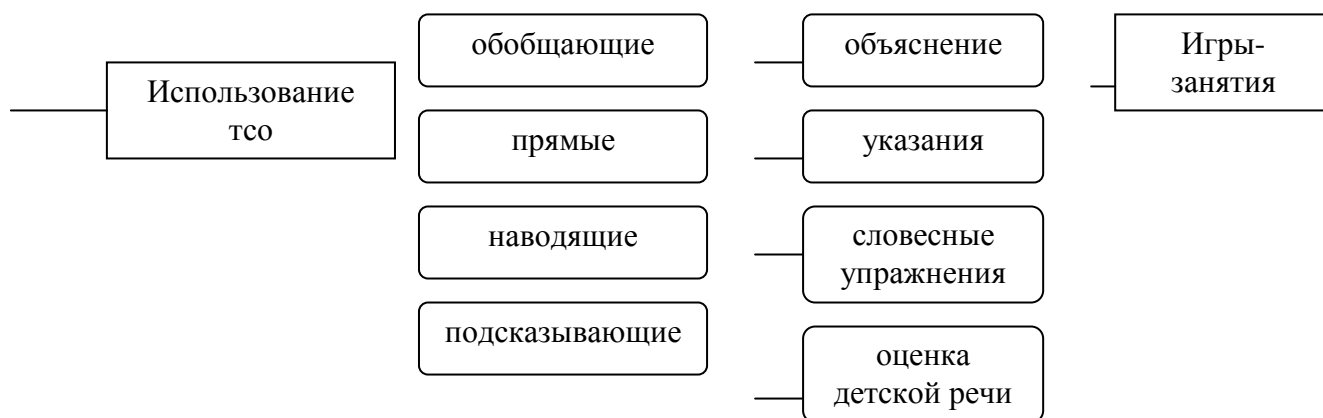 Использование
тсо
обобщающие
прямые
наводящие
подсказывающие
объяснение
указания
словесные
упражнения
оценка
детской речи
Игры-
занятия